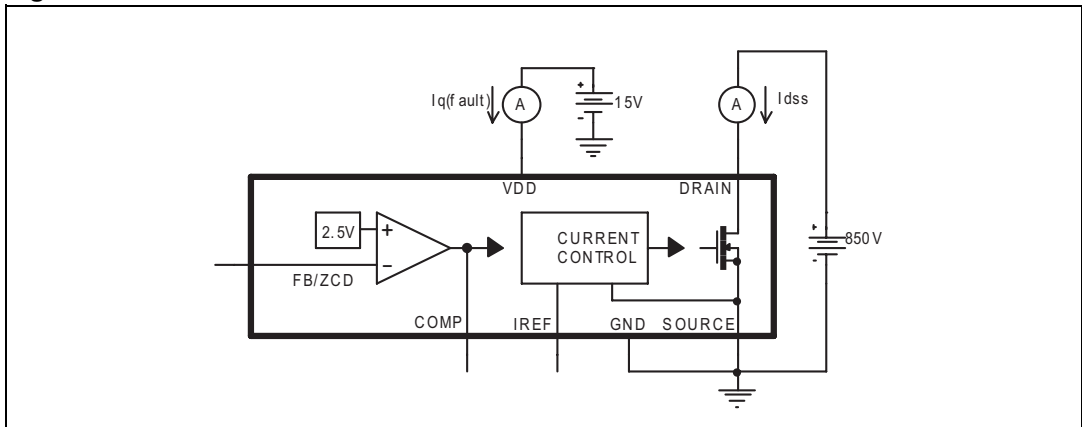 Iq(fault)
A
+
-
15V
A
Idss
VDD
DRAIN
2.5V
+
-
CURRENT
CONTROL
+
-
850V
FB/ZCD
COMP
IREF
GND
SOURCE